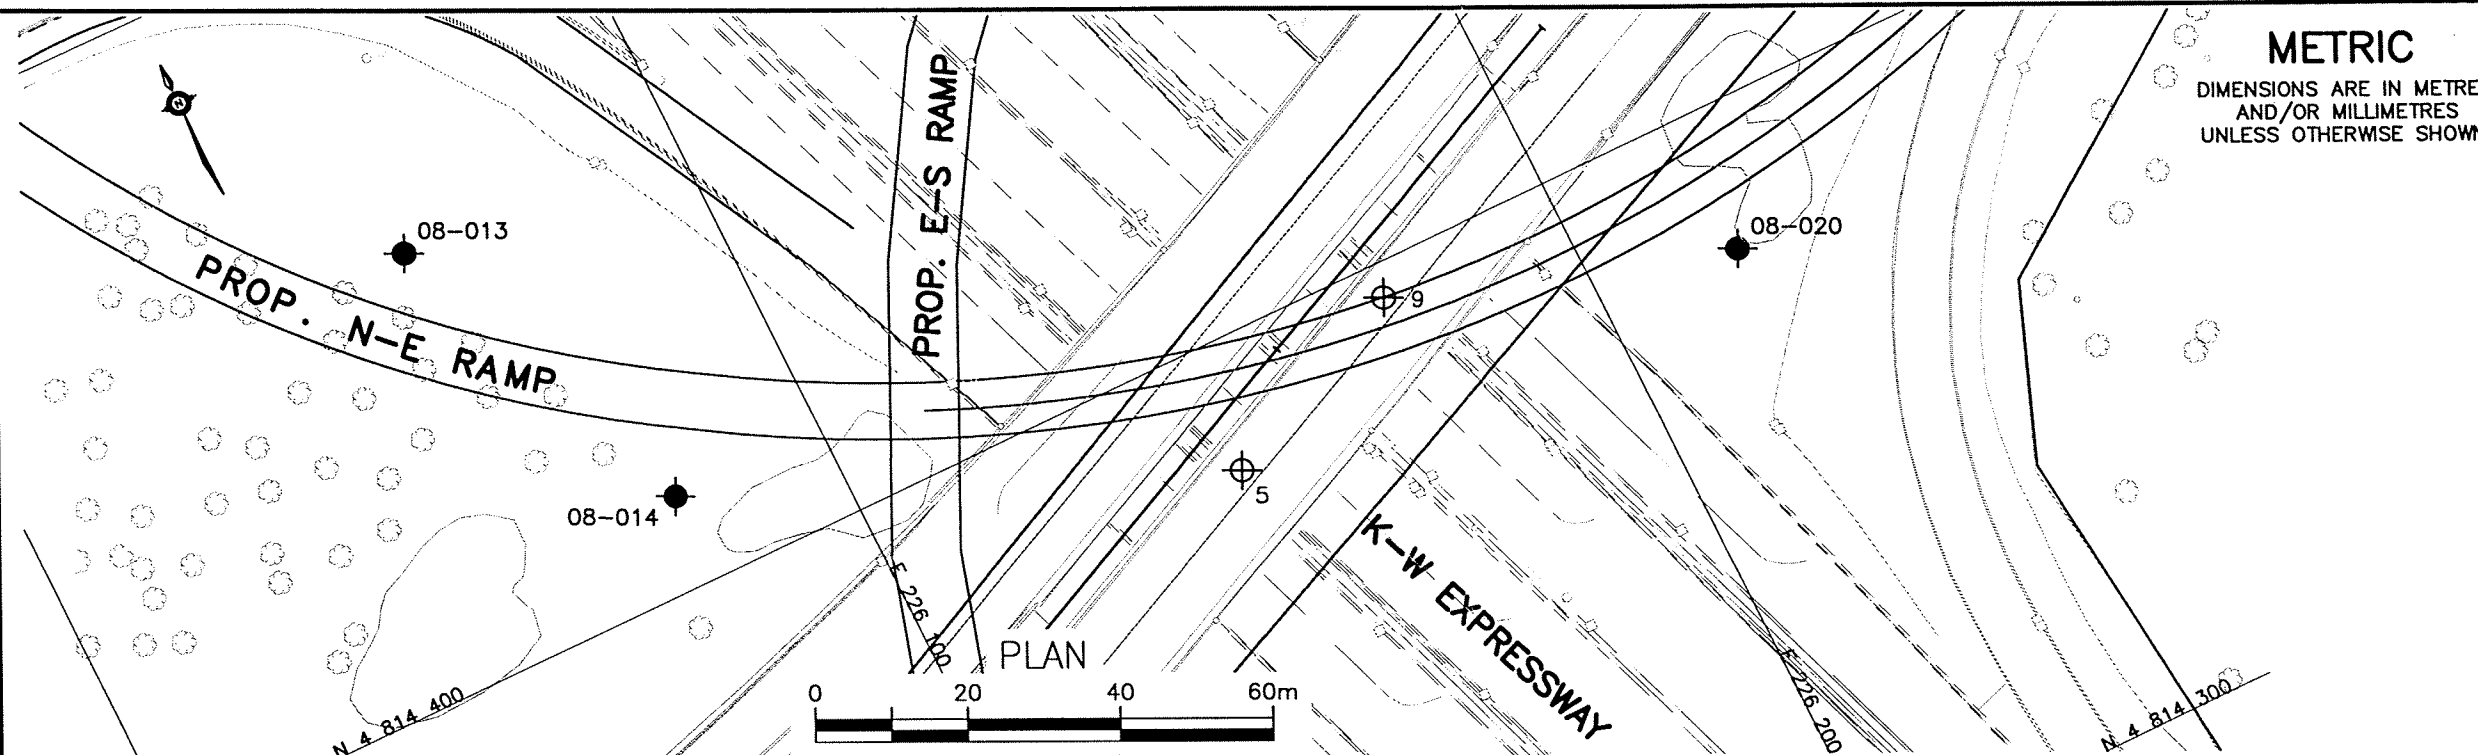 METRIC
DIMENSIONS ARE IN METRE
AND/OR MILLIMETRES
UNLESS OTHERWISE SHOWN
N
PROP. E-S RAMP
08-013
08-020
PROP. N-E RAMP
9
5
08-014
K-W EXPRESSWAY
E 226 100
PLAN
E 226 200
N 4 814 400
N 4 814 300
0 20 40 60m